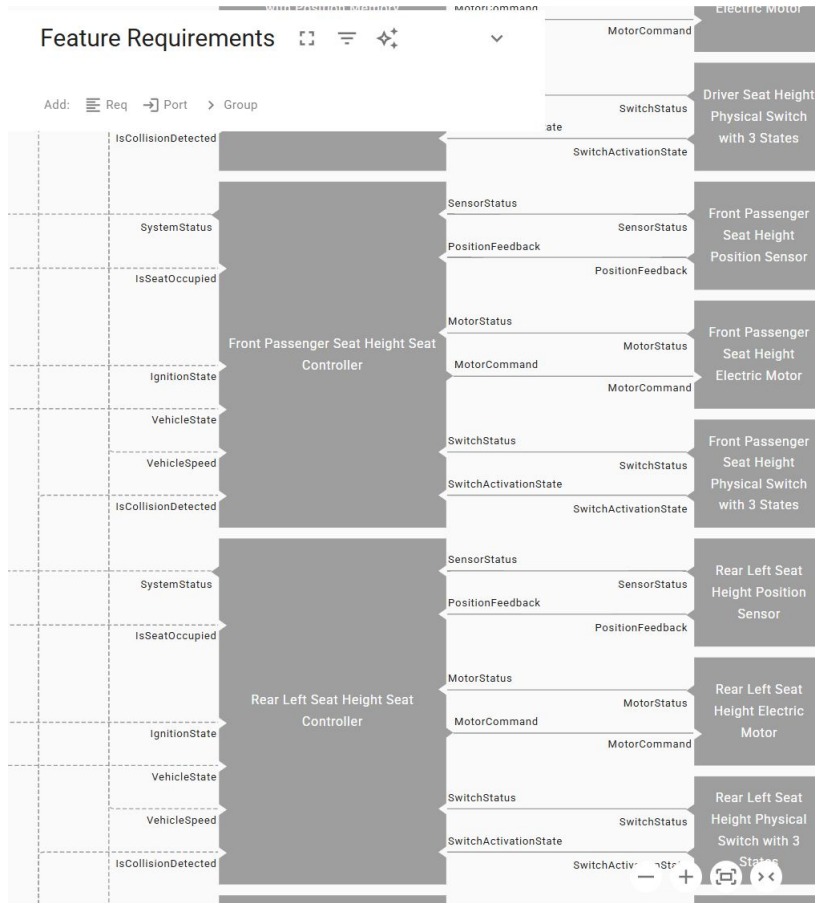 with Position Memory
MotorCommand
Electric Motor
MotorCommand
Feature Requirements
Add:
Req
Port
Group
Driver Seat Height
Physical Switch
with 3 States
SwitchStatus
ate
IsCollisionDetected
SwitchActivationState
SensorStatus
SystemStatus
SensorStatus
PositionFeedback
IsSeatOccupied
PositionFeedback
Front Passenger
Seat Height
Position Sensor
MotorStatus
Front Passenger Seat Height Seat
Controller
MotorStatus
MotorCommand
IgnitionState
MotorCommand
Front Passenger
Seat Height
Electric Motor
VehicleState
SwitchStatus
VehicleSpeed
SwitchStatus
SwitchActivationState
IsCollisionDetected
SwitchActivationState
Front Passenger
Seat Height
Physical Switch
with 3 States
SensorStatus
SystemStatus
SensorStatus
PositionFeedback
IsSeatOccupied
PositionFeedback
Rear Left Seat
Height Position
Sensor
MotorStatus
Rear Left Seat Height Seat
Controller
MotorStatus
MotorCommand
IgnitionState
MotorCommand
Rear Left Seat
Height Electric
Motor
VehicleState
SwitchStatus
VehicleSpeed
SwitchStatus
SwitchActivationState
IsCollisionDetected
Rear Left Seat
Height Physical
Switch with 3
States